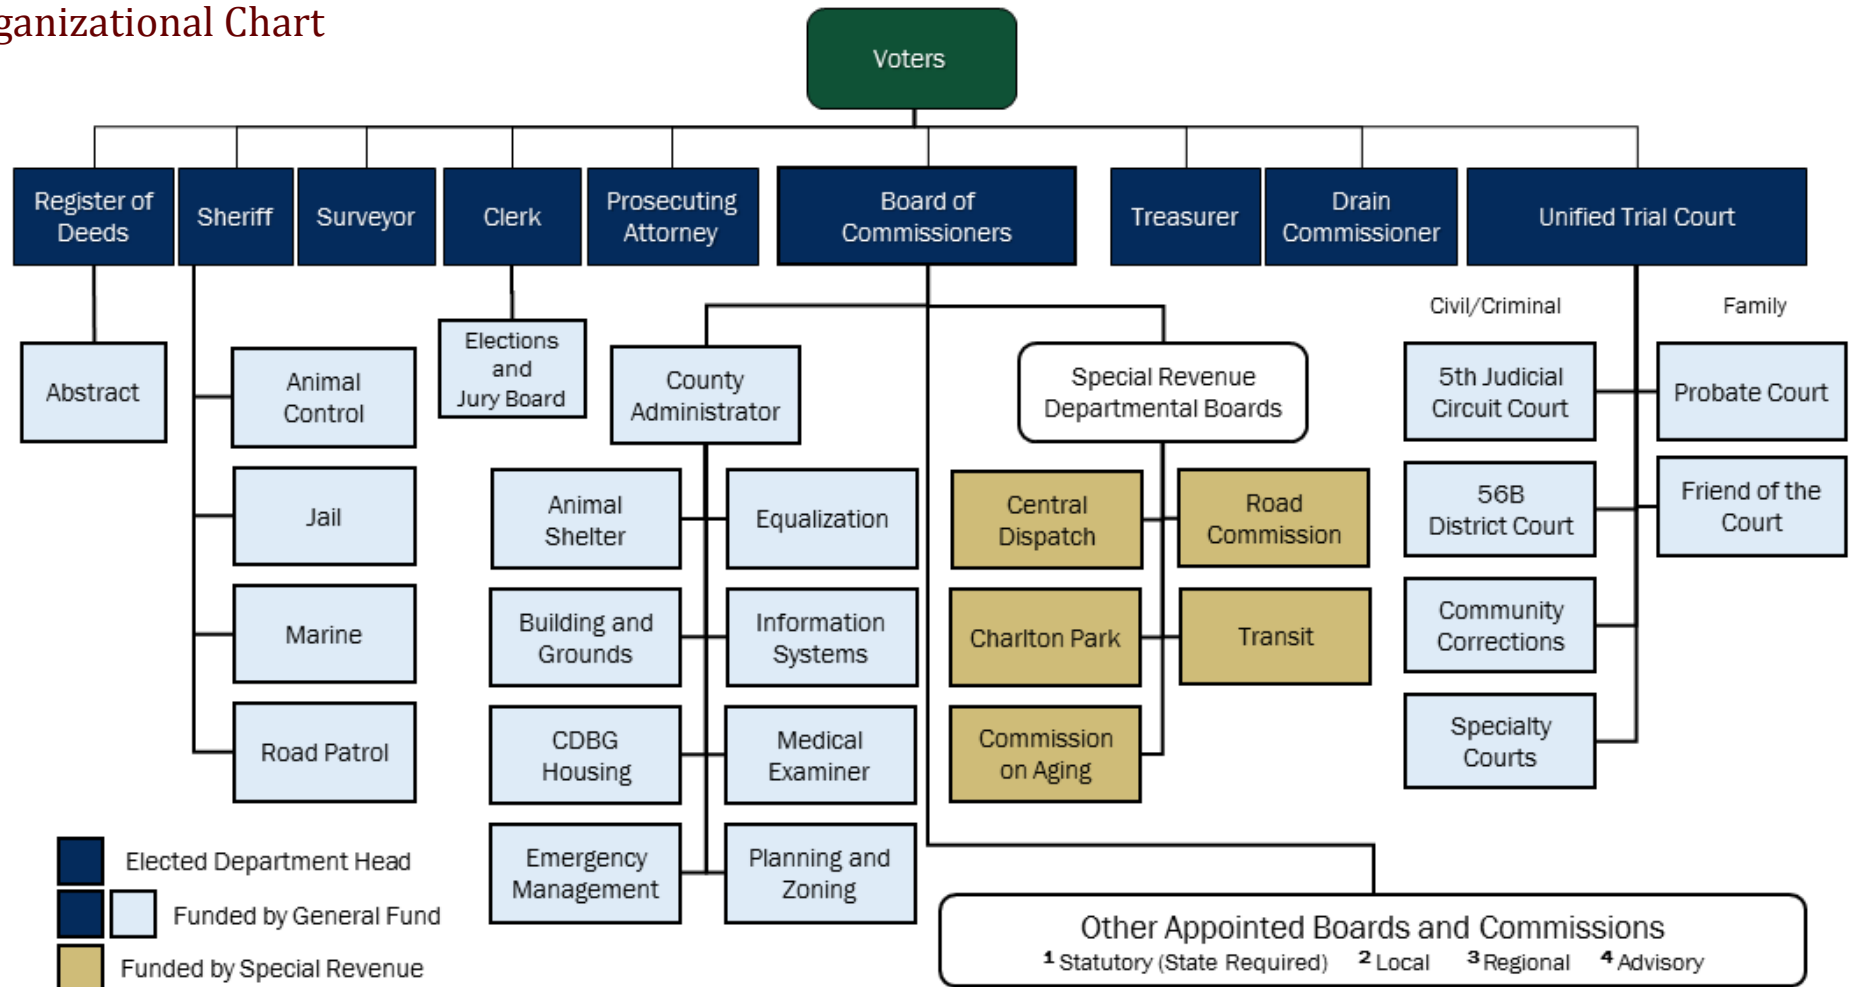 ganizational Chart
Voters
Register of
Deeds
Sheriff
Surveyor
Clerk
Prosecuting
Attorney
Board of
Commissioners
Treasurer
Drain
Commissioner
Unified Trial Court
Abstract
Animal
Control
Jail
Marine
Road Patrol
Elections
and
Jury Board
County
Administrator
Animal
Shelter
Equalization
Building and
Grounds
Information
Systems
CDBG
Housing
Medical
Examiner
Emergency
Management
Planning and
Zoning
Special Revenue
Departmental Boards
Central
Dispatch
Road
Commission
Charlton Park
Transit
Commission
on Aging
Civil/Criminal
Family
5th Judicial
Circuit Court
Probate Court
56B
District Court
Friend of the
Court
Community
Corrections
Specialty
Courts
Elected Department Head
Funded by General Fund
Funded by Special Revenue
Other Appointed Boards and Commissions
1 Statutory (State Required) 2 Local 3 Regional 4 Advisory